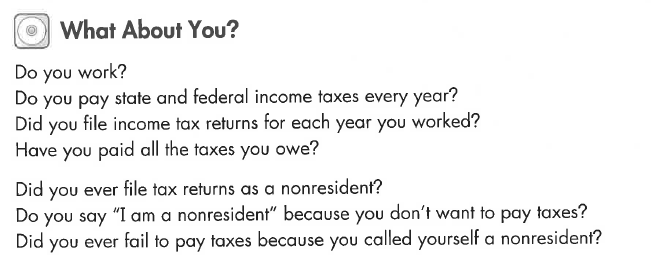 What About You?
Do you work?
Do you pay state and federal income taxes every year?
Did you file income tax returns for each year you worked?
Have you paid all the taxes you owe?
Did you ever file tax returns as a nonresident?
Do you say “I am a nonresident” because you don’t want to pay taxes?
Did you ever fail to pay taxes because you called yourself a nonresident?